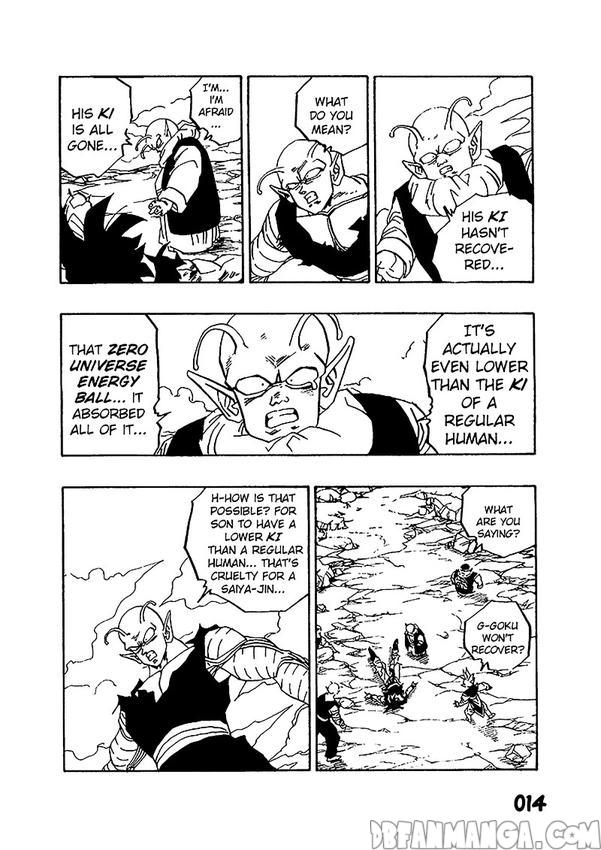 HIS KI
HASN'T
RECOVE-
RED...
WHAT
DO YOU
MEAN?
I'M...
I'M
AFRAID
...
HIS KI
IS ALL
GONE...
IT'S
ACTUALLY
EVEN LOWER
THAN THE KI
OF A
REGULAR
HUMAN...
THAT ZERO
UNIVERSE
ENERGY
BALL... IT
ABSORBED
ALL OF IT...
WHAT
ARE YOU
SAYING?
G-GOKU
WON'T
RECOVER?
H-HOW IS THAT
POSSIBLE? FOR
SON TO HAVE A
LOWER KI
THAN A REGULAR
HUMAN... THAT'S
CRUELTY FOR A
SAIYA-JIN...
014
DBFANMANGA.COM